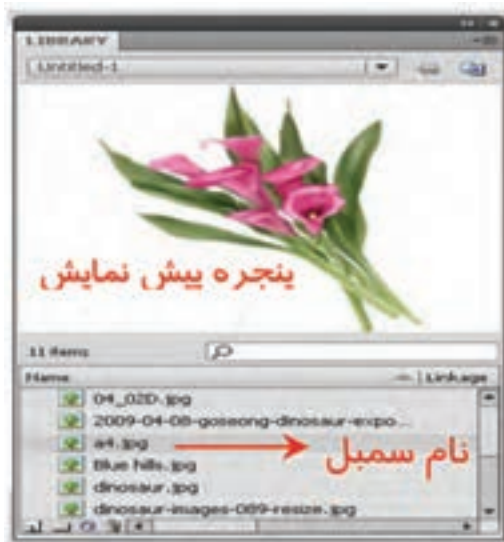 LIBRARY
Untitled-1
پنجره پیش نمایش
11 items
Name Linkage
04_02D.jpg
2009-04-08-goseong-dinosaur-expo...
a4.jpg
نام سمبل
Blue hills.jpg
dinosaur.jpg
dinosaur-images-089-resize.jpg